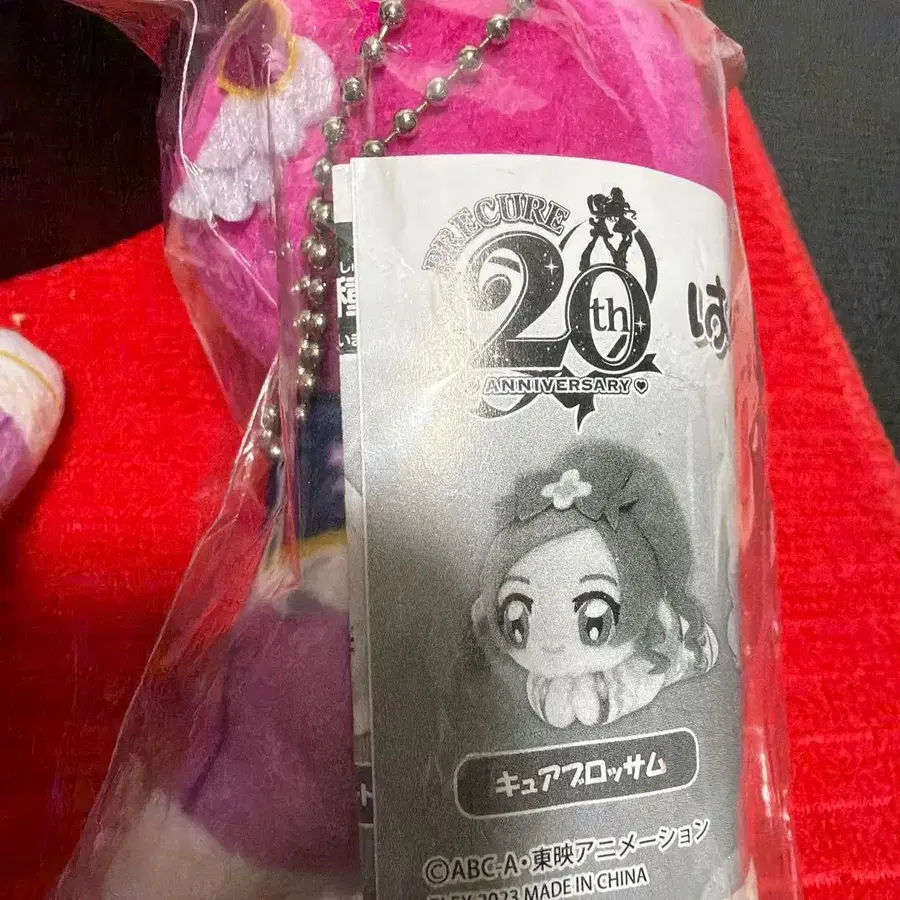 PRECURE
20th
ANNIVERSARY
は
キュアブロッサム
©ABC-A・東映アニメーション
2023 MADE IN CHINA